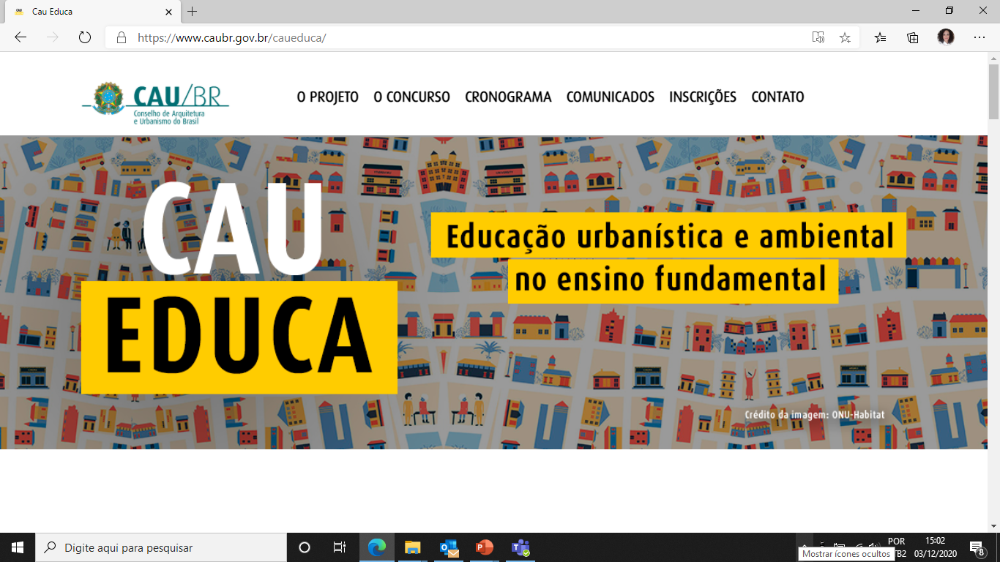 Cau Educa
https://www.caubr.gov.br/caueduca/
CAU/BR
Conselho de Arquitetura
e Urbanismo do Brasil
O PROJETO O CONCURSO CRONOGRAMA COMUNICADOS INSCRIÇÕES CONTATO
CAU
EDUCA
Educação urbanística e ambiental
no ensino fundamental
Crédito da imagem: ONU-Habitat
Digite aqui para pesquisar
Mostrar ícones ocultos
POR
15:02
03/12/2020
8